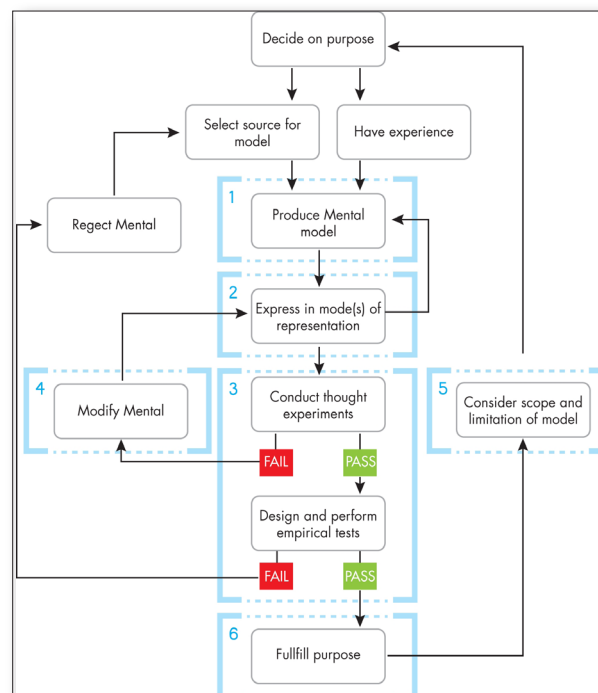 Decide on purpose
Select source for
model
Have experience
1
Produce Mental
model
Regect Mental
2
Express in mode(s) of
representation
3
Conduct thought
experiments
4
Modify Mental
5
Consider scope and
limitation of model
FAIL
PASS
Design and perform
empirical tests
FAIL
PASS
6
Fullfill purpose